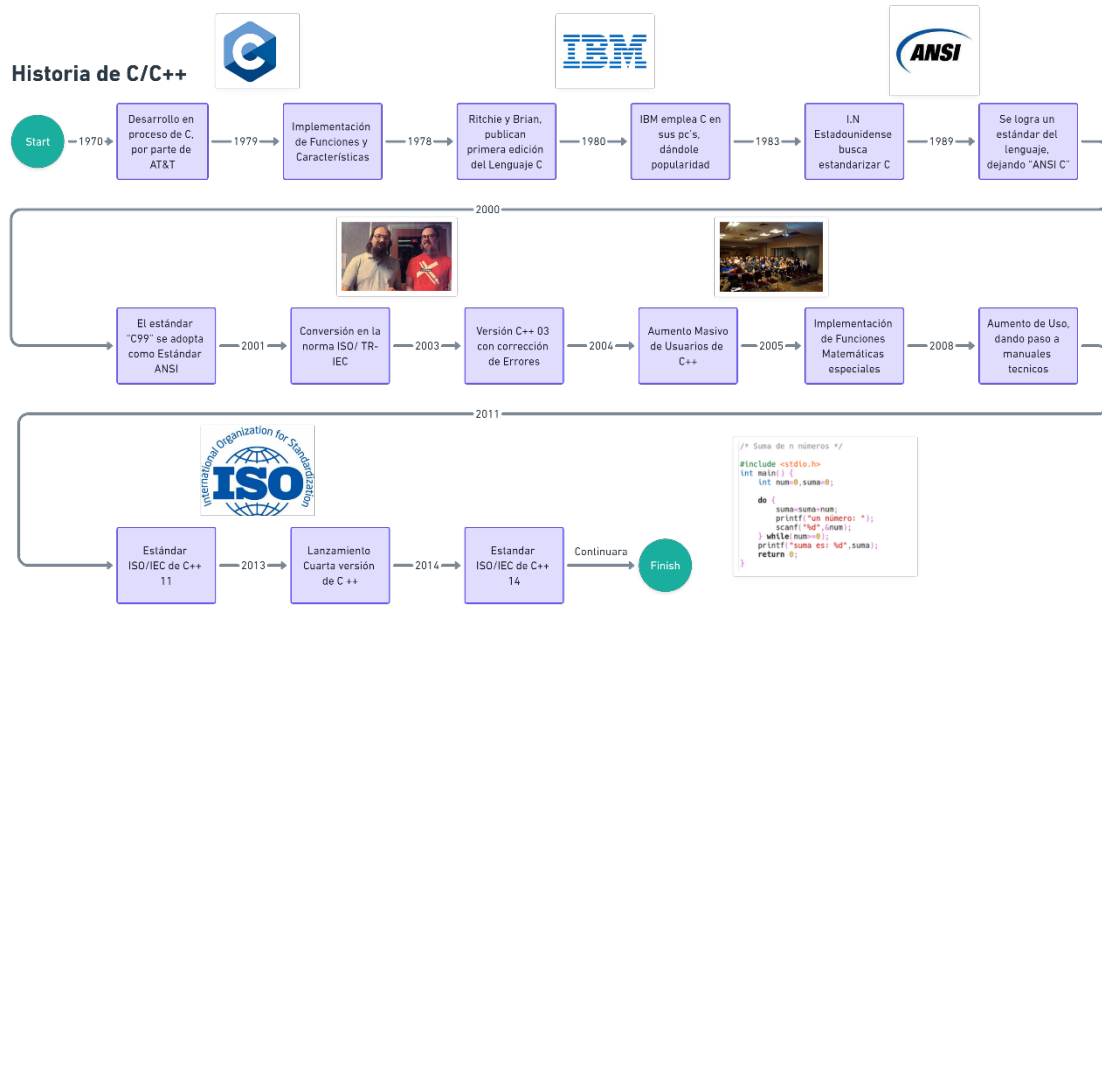 Historia de C/C++
C
IBM
ANSI
Start
1970
Desarrollo en
proceso de C,
por parte de
AT&T
1979
Implementación
de Funciones y
Características
1978
Ritchie y Brian,
publican
primera edición
del Lenguaje C
1980
IBM emplea C en
sus pc's,
dándole
popularidad
1983
I.N
Estadounidense
busca
estandarizar C
1989
Se logra un
estándar del
lenguaje,
dejando "ANSI C"
2000
El estándar
"C99" se adopta
como Estándar
ANSI
2001
Conversión en la
norma ISO/ TR-
IEC
2003
Versión C++ 03
con corrección
de Errores
2004
Aumento Masivo
de Usuarios de
C++
2005
Implementación
de Funciones
Matemáticas
especiales
2008
Aumento de Uso,
dando paso a
manuales
tecnicos
2011
International Organization for Standardization
ISO
/* Suma de n números */
#include <stdio.h>
int main() {
int num=0,suma=0;
do {
suma=suma+num;
printf("un número: ");
scanf("%d",&num);
} while(num>=0);
printf("suma es: %d",suma);
return 0;
}
Estándar
ISO/IEC de C++
11
2013
Lanzamiento
Cuarta versión
de C ++
2014
Estandar
ISO/IEC de C++
14
Continuara
Finish